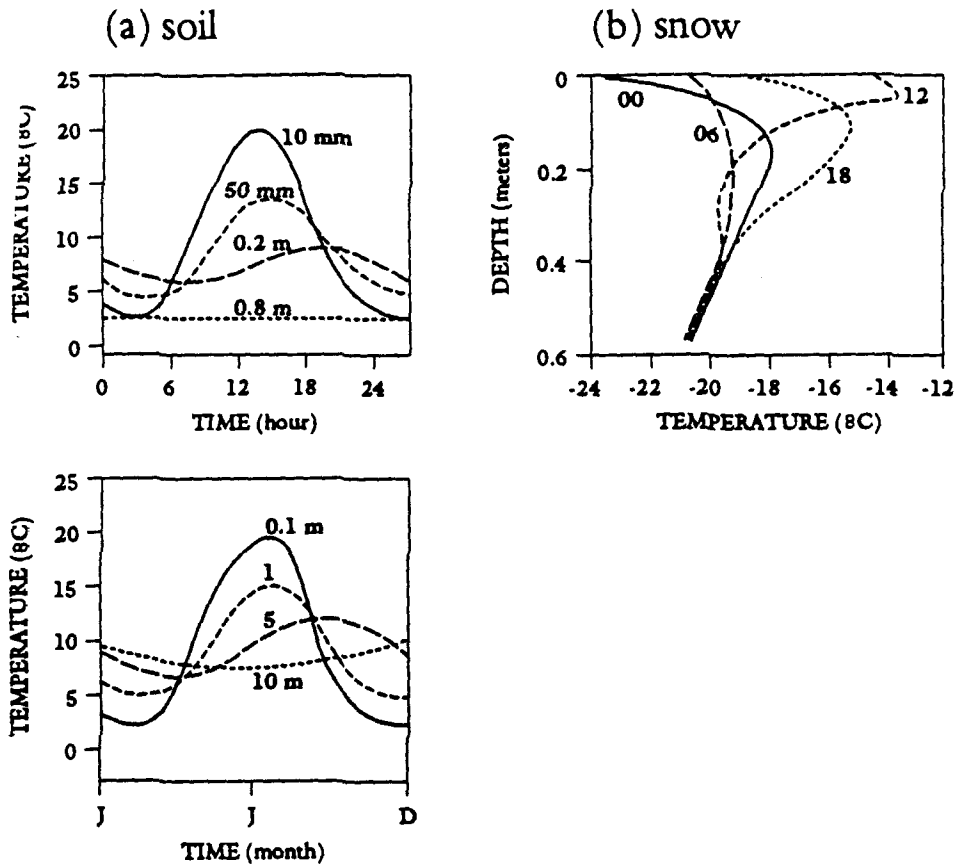 (a) soil
25
20
15
10
5
0
TEMPERATURE (8C)
10 mm
50 mm
0.2 m
0.8 m
0 6 12 18 24
TIME (hour)
(b) snow
0
0.2
0.4
0.6
DEPTH (meters)
00
06
12
18
-24 -22 -20 -18 -16 -14 -12
TEMPERATURE (8C)
25
20
15
10
5
0
TEMPERATURE (8C)
0.1 m
1
5
10 m
J J D
TIME (month)